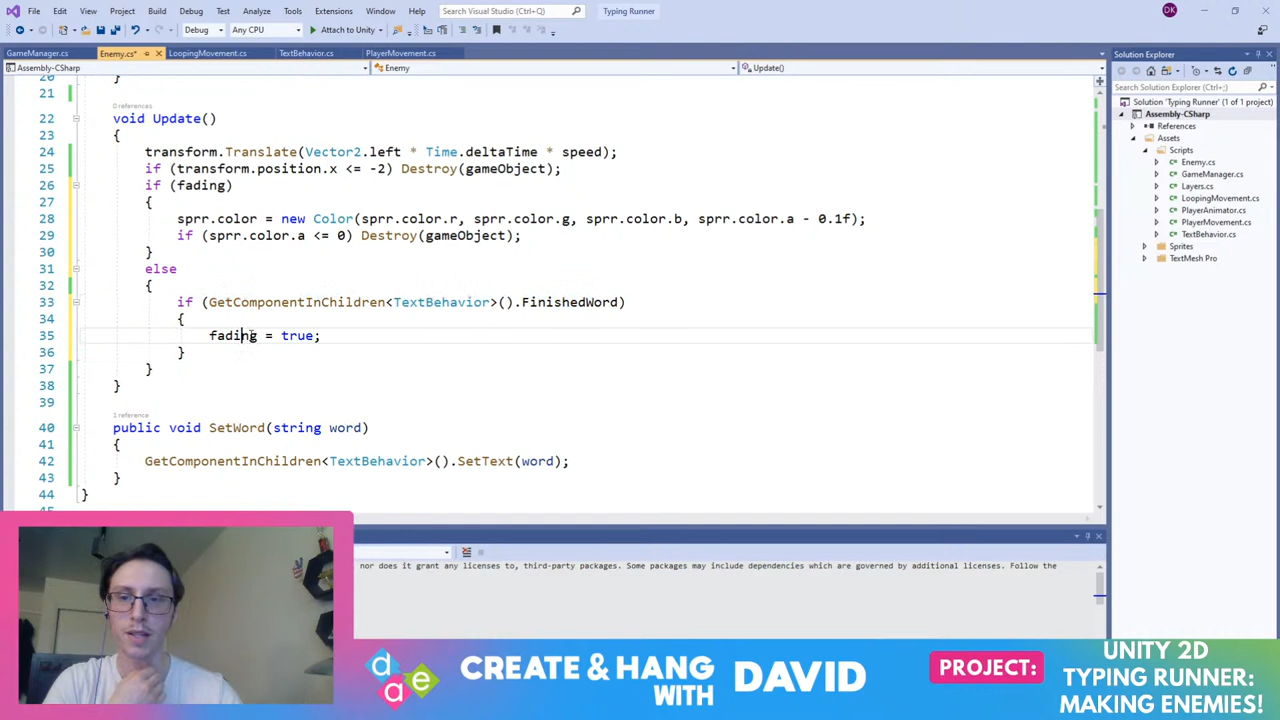 File Edit View Git Project Build Debug Test Analyze Tools Extensions Window Help Search Visual Studio (Ctrl+Q) Typing Runner DK
Debug Any CPU Attach to Unity
GameManager.cs Enemy.cs* LoopingMovement.cs TextBehavior.cs PlayerMovement.cs
Assembly-CSharp Enemy Update()
20 }
21
0 references
22 void Update()
23 {
24 transform.Translate(Vector2.left * Time.deltaTime * speed);
25 if (transform.position.x <= -2) Destroy(gameObject);
26 if (fading)
27 {
28 sprr.color = new Color(sprr.color.r, sprr.color.g, sprr.color.b, sprr.color.a - 0.1f);
29 if (sprr.color.a <= 0) Destroy(gameObject);
30 }
31 else
32 {
33 if (GetComponentInChildren<TextBehavior>().FinishedWord)
34 {
35 fading = true;
36 }
37 }
38 }
39
1 reference
40 public void SetWord(string word)
41 {
42 GetComponentInChildren<TextBehavior>().SetText(word);
43 }
44 }
Solution Explorer
Search Solution Explorer (Ctrl+;)
Solution 'Typing Runner' (1 of 1 project)
Assembly-CSharp
References
Assets
Scripts
Enemy.cs
GameManager.cs
Layers.cs
LoopingMovement.cs
PlayerAnimator.cs
PlayerMovement.cs
TextBehavior.cs
Sprites
TextMesh Pro
nor does it grant any licenses to, third-party packages. Some packages may include dependencies which are governed by additional licenses. Follow the
dae
CREATE & HANG
WITH DAVID
PROJECT:
UNITY 2D
TYPING RUNNER:
MAKING ENEMIES!